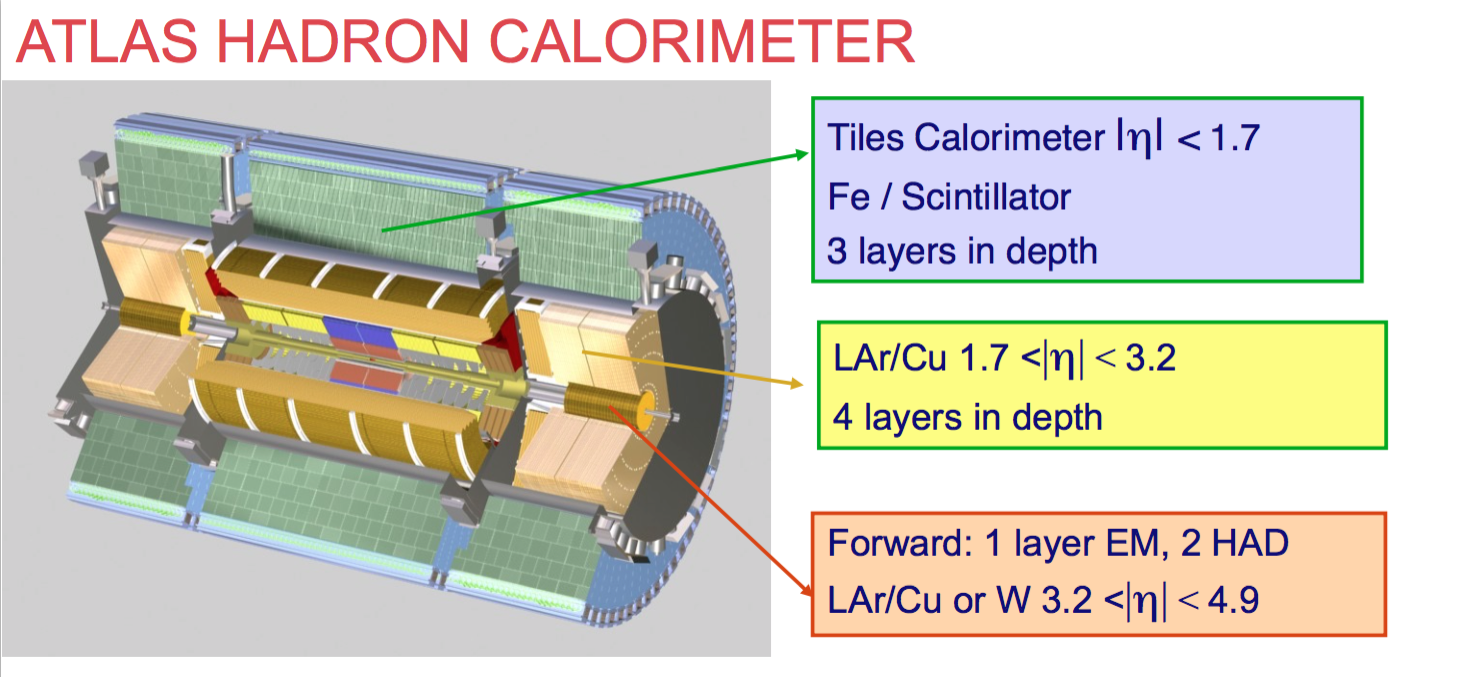 ATLAS HADRON CALORIMETER
Tiles Calorimeter |η| < 1.7
Fe / Scintillator
3 layers in depth
LAr/Cu 1.7 <|η| < 3.2
4 layers in depth
Forward: 1 layer EM, 2 HAD
LAr/Cu or W 3.2 <|η| < 4.9